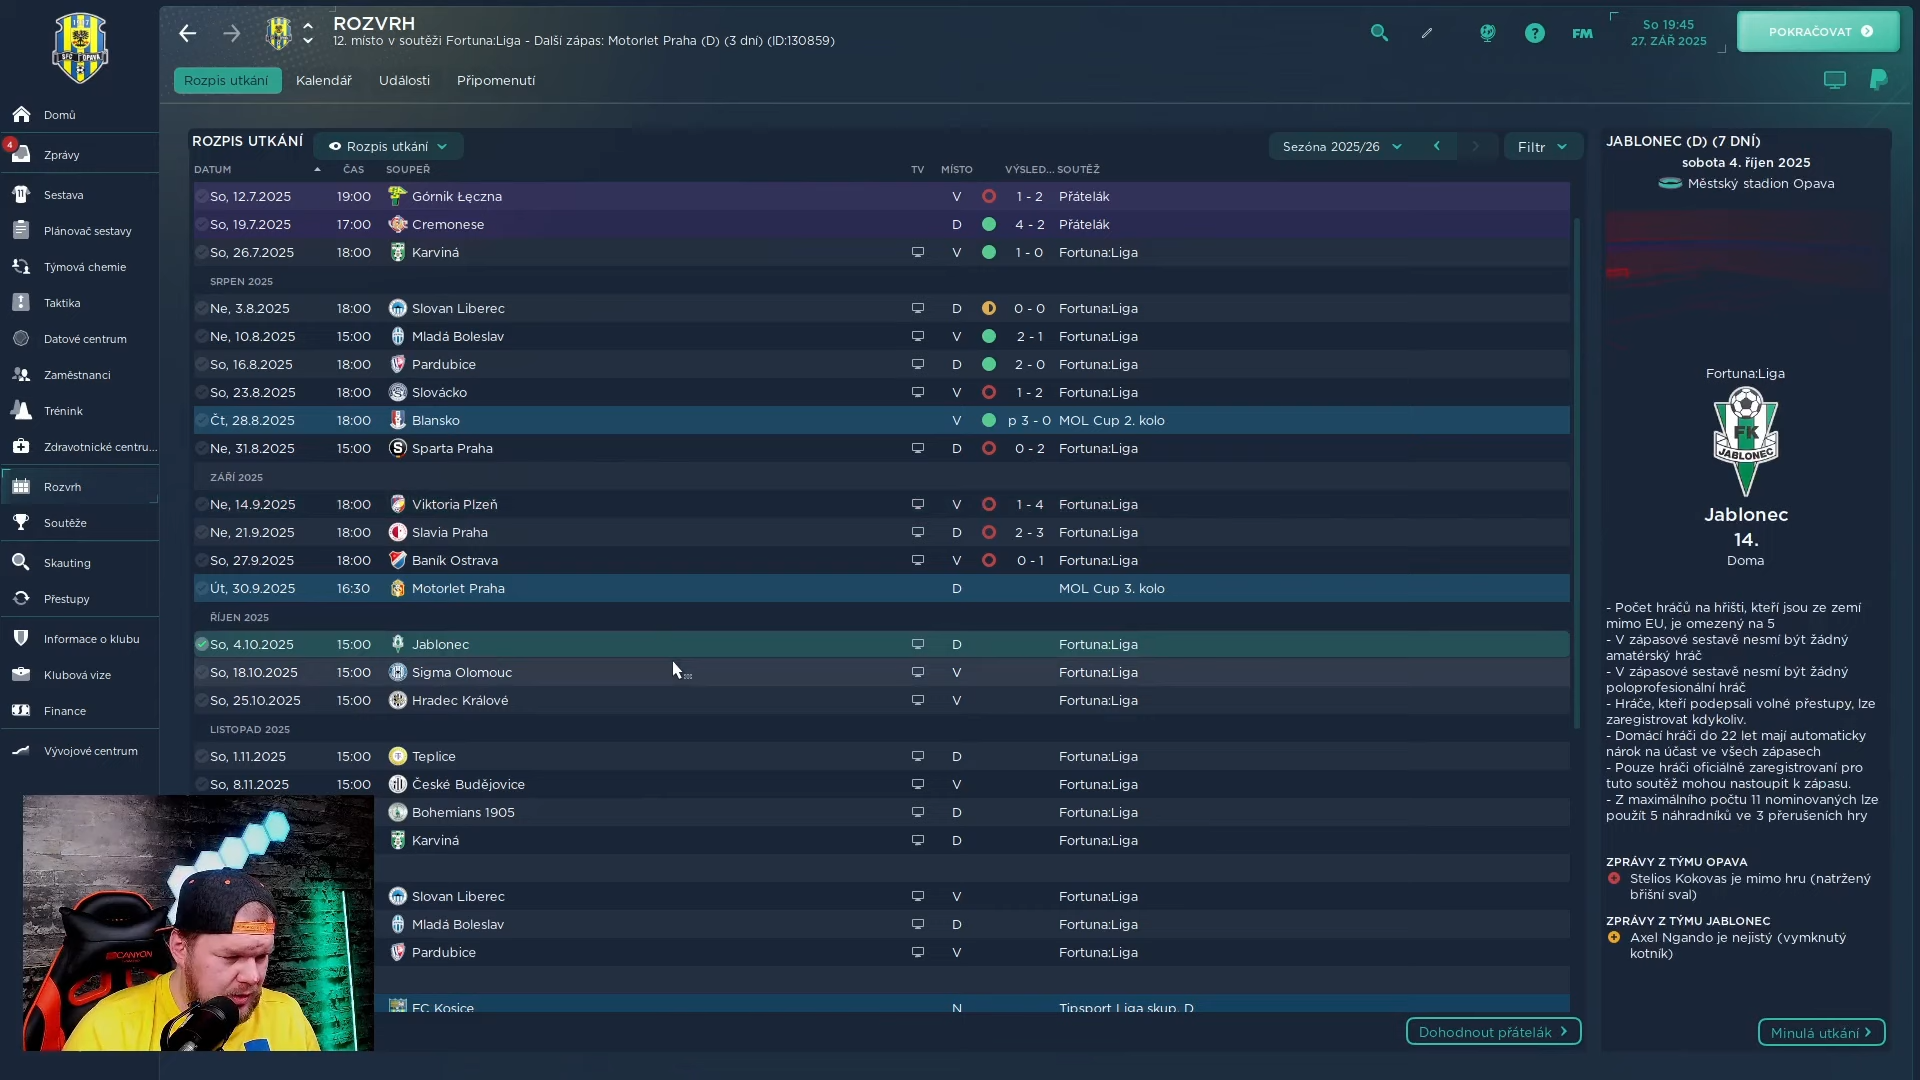 ROZVRH
12. místo v soutěži Fortuna:Liga - Další zápas: Motorlet Praha (D) (3 dní) (ID:130859)
FM
So 19:45
27. ZÁŘ 2025
POKRAČOVAT
Rozpis utkání Kalendář Události Připomenutí
1917
SFC OPAVA
Domů
4
Zprávy
11
Sestava
Plánovač sestavy
Týmová chemie
Taktika
Datové centrum
Zaměstnanci
Trénink
Zdravotnické centru...
Rozvrh
Soutěže
Skauting
Přestupy
Informace o klubu
Klubová vize
Finance
Vývojové centrum
ROZPIS UTKÁNÍ Rozpis utkání Sezóna 2025/26 Filtr
DATUM ČAS SOUPEŘ TV MÍSTO VÝSLED... SOUTĚŽ
So, 12.7.2025 19:00 Górnik Łęczna V 1 - 2 Přátelák
So, 19.7.2025 17:00 Cremonese D 4 - 2 Přátelák
So, 26.7.2025 18:00 Karviná V 1 - 0 Fortuna:Liga
SRPEN 2025
Ne, 3.8.2025 18:00 Slovan Liberec D 0 - 0 Fortuna:Liga
Ne, 10.8.2025 15:00 Mladá Boleslav V 2 - 1 Fortuna:Liga
So, 16.8.2025 18:00 Pardubice D 2 - 0 Fortuna:Liga
So, 23.8.2025 18:00 Slovácko V 1 - 2 Fortuna:Liga
Čt, 28.8.2025 18:00 Blansko V p 3 - 0 MOL Cup 2. kolo
Ne, 31.8.2025 15:00 Sparta Praha D 0 - 2 Fortuna:Liga
ZÁŘÍ 2025
Ne, 14.9.2025 18:00 Viktoria Plzeň V 1 - 4 Fortuna:Liga
Ne, 21.9.2025 18:00 Slavia Praha D 2 - 3 Fortuna:Liga
So, 27.9.2025 18:00 Baník Ostrava V 0 - 1 Fortuna:Liga
Út, 30.9.2025 16:30 Motorlet Praha D MOL Cup 3. kolo
ŘÍJEN 2025
So, 4.10.2025 15:00 Jablonec D Fortuna:Liga
So, 18.10.2025 15:00 Sigma Olomouc V Fortuna:Liga
So, 25.10.2025 15:00 Hradec Králové V Fortuna:Liga
LISTOPAD 2025
So, 1.11.2025 15:00 Teplice D Fortuna:Liga
So, 8.11.2025 15:00 České Budějovice V Fortuna:Liga
Bohemians 1905 D Fortuna:Liga
Karviná D Fortuna:Liga
Slovan Liberec V Fortuna:Liga
Mladá Boleslav D Fortuna:Liga
Pardubice V Fortuna:Liga
FC Kosice N Tipsport Liga skup. D
Dohodnout přátelák
CANYON
JABLONEC (D) (7 DNÍ)
sobota 4. říjen 2025
Městský stadion Opava
Fortuna:Liga
FK
JABLONEC
Jablonec
14.
Doma
- Počet hráčů na hřišti, kteří jsou ze zemí
mimo EU, je omezený na 5
- V zápasové sestavě nesmí být žádný
amatérský hráč
- V zápasové sestavě nesmí být žádný
poloprofesionální hráč
- Hráče, kteří podepsali volné přestupy, lze
zaregistrovat kdykoliv.
- Domácí hráči do 22 let mají automaticky
nárok na účast ve všech zápasech
- Pouze hráči oficiálně zaregistrovaní pro
tuto soutěž mohou nastoupit k zápasu.
- Z maximálního počtu 11 nominovaných lze
použít 5 náhradníků ve 3 přerušeních hry
ZPRÁVY Z TÝMU OPAVA
Stelios Kokovas je mimo hru (natržený
břišní sval)
ZPRÁVY Z TÝMU JABLONEC
Axel Ngando je nejistý (vymknutý
kotník)
Minulá utkání